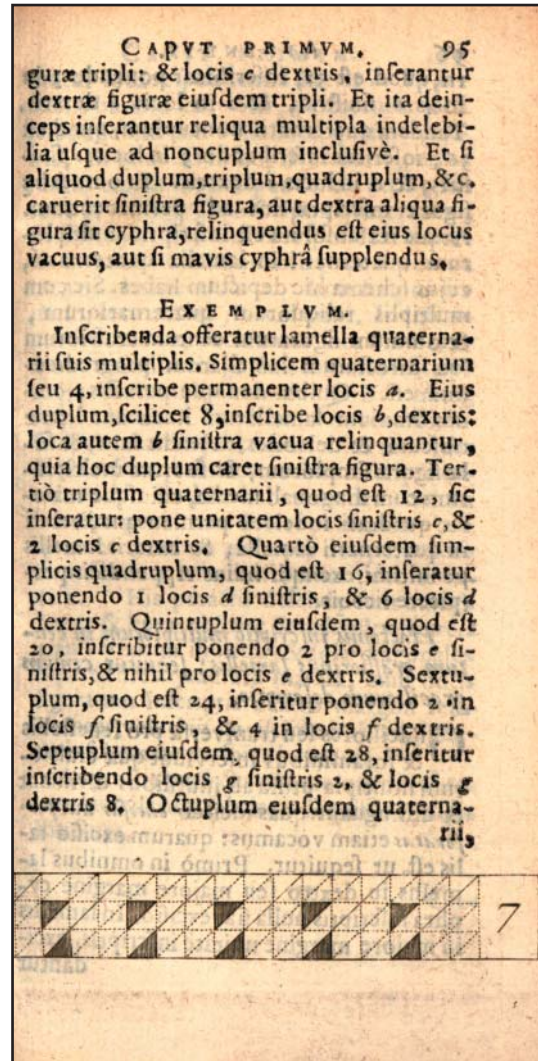 CAPVT PRIMVM. 95
guræ tripli: & locis c dextris, inserantur
dextræ figuræ eiusdem tripli. Et ita dein-
ceps inserantur reliqua multipla indelebi-
lia usque ad noncuplum inclusivè. Et si
aliquod duplum, triplum, quadruplum, &c.
caruerit sinistra figura, aut dextra aliqua fi-
gura sit cyphra, relinquendus est eius locus
vacuus, aut si mavis cyphrâ supplendus.
EXEMPLVM.
Inscribenda offeratur lamella quaterna-
rii suis multiplis. Simplicem quaternarium
seu 4, inscribe permanenter locis a. Eius
duplum, scilicet 8, inscribe locis b, dextris:
loca autem b sinistra vacua relinquantur,
quia hoc duplum caret sinistra figura. Ter-
tiò triplum quaternarii, quod est 12, sic
inseratur: pone unitatem locis sinistris c, &
2 locis c dextris. Quartò eiusdem sim-
plicis quadruplum, quod est 16, inseratur
ponendo 1 locis d sinistris, & 6 locis d
dextris. Quintuplum eiusdem, quod est
20, inscribitur ponendo 2 pro locis e si-
nistris, & nihil pro locis e dextris. Sextu-
plum, quod est 24, inseritur ponendo 2 in
locis f sinistris, & 4 in locis f dextris.
Septuplum eiusdem, quod est 28, inseritur
inscribendo locis g sinistris 2, & locis g
dextris 8. Octuplum eiusdem quaterna-
rii,
7